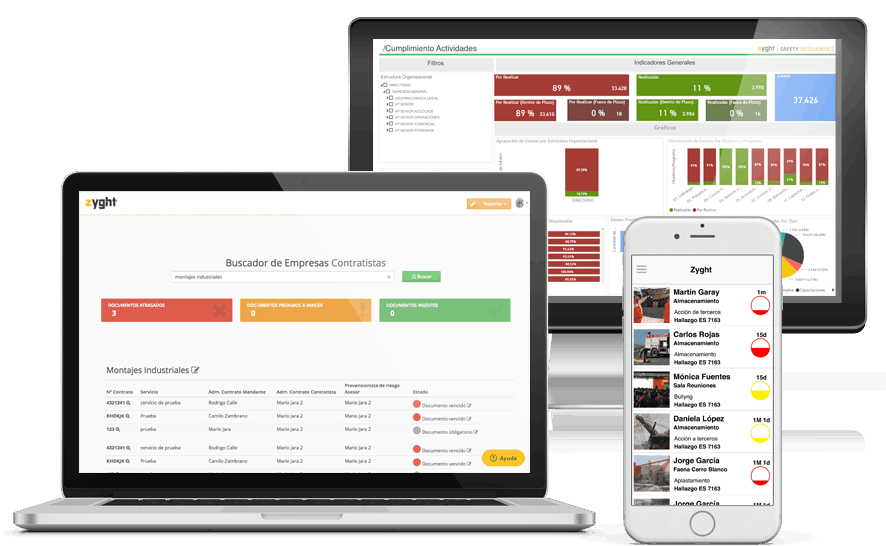 /Cumplimiento Actividades
zyght | SAFETY INTELLIGENCE
Filtros
Indicadores Generales
Estructura Organizacional
DIRECTORIO
GERENCIA GENERAL
VICEPRESIDENCIA LEGAL
VP SENIOR
VP SENIOR NEGOCIOS
VP SENIOR OPERACIONES
VP SENIOR-COMERCIAL
VP SENIOR-PERSONAS
Por Realizar
89 %
33.428
Realizadas
11 %
3.998
37.426
Por Realizar (Dentro de Plazo)
89 %
33.410
Por Realizar (Fuera de Plazo)
0 %
18
Realizadas (Dentro de Plazo)
11 %
3.984
Realizadas (Fuera de Plazo)
0 %
14
Gráficos
Agrupación de Estatus por Estructura Organizacional
DIRECTORIO
Realizadas
Por Realizar
zyght
Reportar
Buscador de Empresas Contratistas
montajes industriales
Buscar
DOCUMENTOS ATRASADOS
3
DOCUMENTOS PROXIMOS A VENCER
0
DOCUMENTOS VIGENTES
0
Montajes Industriales
Nº Contrato Servicio Adm. Contrato Mandante Adm. Contrato Contratista Prevensionista de riesgo Asesor Estado
4321341 servicio de prueba Rodrigo Calle Mario Jara 2 Mario Jara 2 Documento vencido
KHDKJK Prueba Camilo Zambrano Mario Jara 2 Mario Jara 2 Documento vencido
123 prueba Mario Jara Mario Jara 2 Mario Jara 2 Documento obligatorio
4321341 servicio de prueba Rodrigo Calle Mario Jara 2 Mario Jara 2 Documento vencido
KHDKJK Prueba Camilo Zambrano Mario Jara 2 Mario Jara 2 Documento vencido
Ayuda
Zyght
Martín Garay 1m
Almacenamiento
Acción de terceros
Hallazgo ES 7163
Carlos Rojas 15d
Almacenamiento
Almacenamiento
Hallazgo ES 7163
Mónica Fuentes 15d
Sala Reuniones
Bullyng
Hallazgo ES 7163
Daniela López 1M 1d
Almacenamiento
Acción a terceros
Hallazgo ES 7163
Jorge García 1M 1d
Faena Cerro Blanco
Aplastamiento
Hallazgo ES 7163
Jorge García 1M 1d